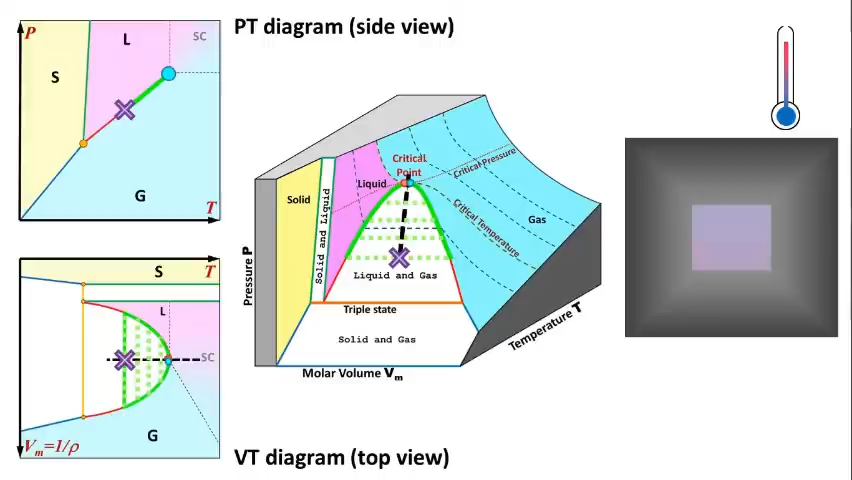 PT diagram (side view)
P
L
SC
S
G
T
Critical
Point
Critical Pressure
Liquid
Solid
Solid and Liquid
Critical Temperature
Gas
Pressure P
Liquid and Gas
Triple state
Solid and Gas
Temperature T
Molar Volume Vm
S
T
L
SC
G
Vm=1/ρ
VT diagram (top view)